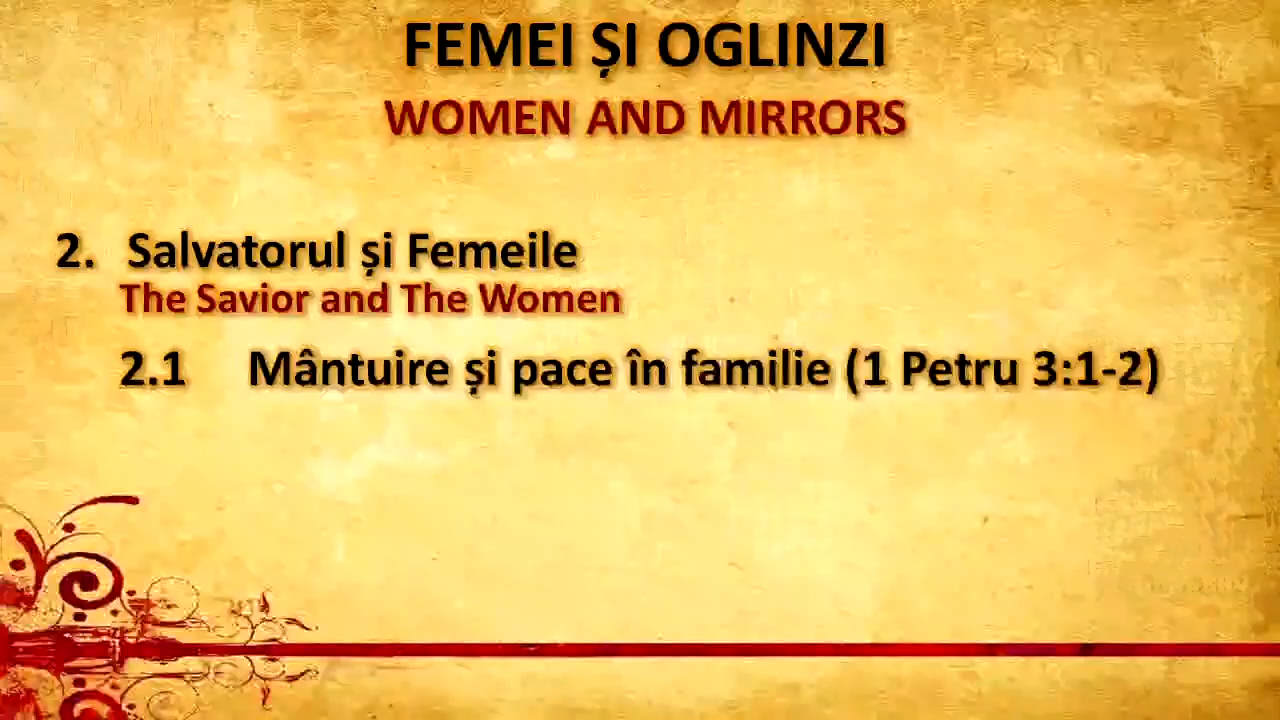 FEMEI ȘI OGLINZI
WOMEN AND MIRRORS
2. Salvatorul și Femeile
The Savior and The Women
2.1 Mântuire și pace în familie (1 Petru 3:1-2)